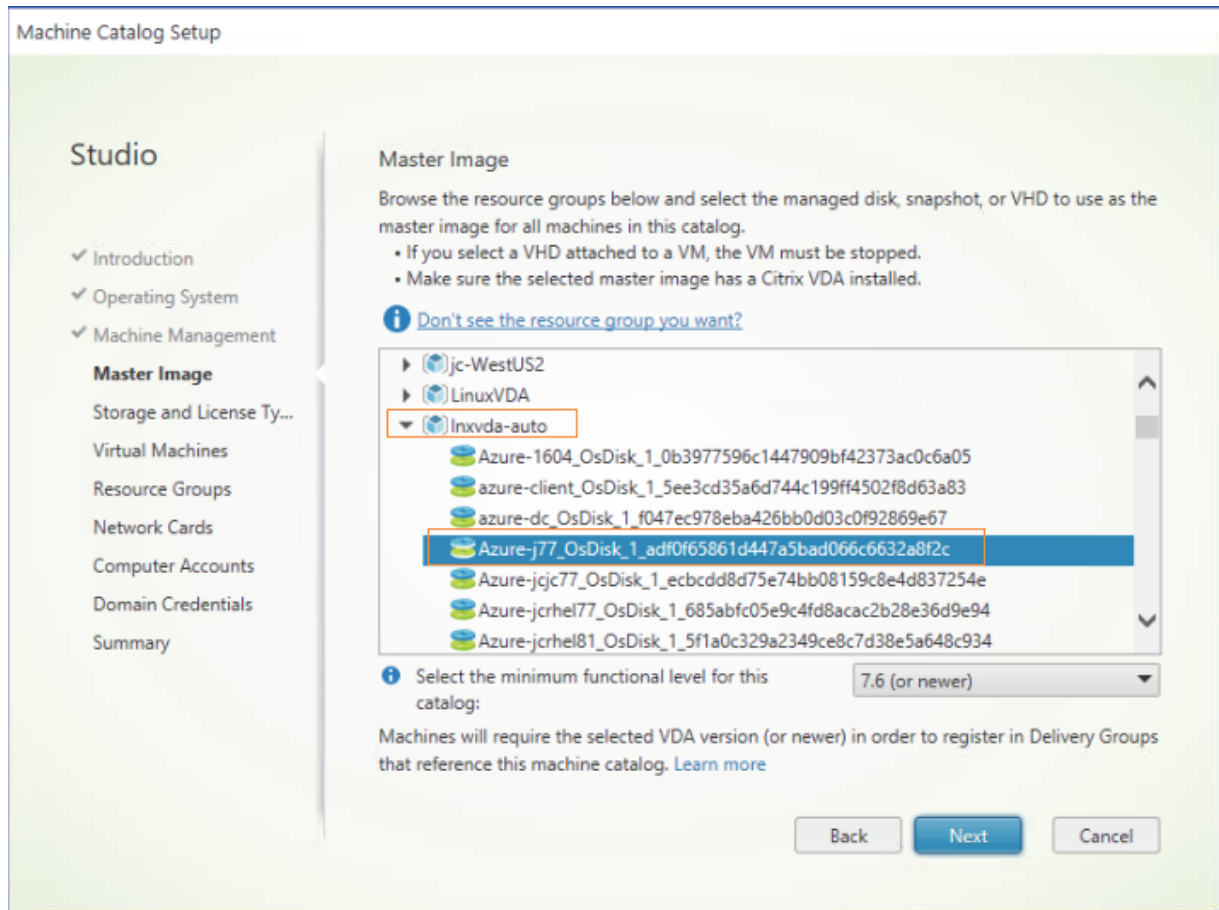 Machine Catalog Setup
Studio
Introduction
Operating System
Machine Management
Master Image
Storage and License Ty...
Virtual Machines
Resource Groups
Network Cards
Computer Accounts
Domain Credentials
Summary
Master Image
Browse the resource groups below and select the managed disk, snapshot, or VHD to use as the
master image for all machines in this catalog.
• If you select a VHD attached to a VM, the VM must be stopped.
• Make sure the selected master image has a Citrix VDA installed.
Don't see the resource group you want?
jc-WestUS2
LinuxVDA
lnxvda-auto
Azure-1604_OsDisk_1_0b3977596c1447909bf42373ac0c6a05
azure-client_OsDisk_1_5ee3cd35a6d744c199ff4502f8d63a83
azure-dc_OsDisk_1_f047ec978eba426bb0d03c0f92869e67
Azure-j77_OsDisk_1_adf0f65861d447a5bad066c6632a8f2c
Azure-jcjc77_OsDisk_1_ecbcdd8d75e74bb08159c8e4d837254e
Azure-jcrhel77_OsDisk_1_685abfc05e9c4fd8acac2b28e36d9e94
Azure-jcrhel81_OsDisk_1_5f1a0c329a2349ce8c7d38e5a648c934
Select the minimum functional level for this
catalog:
7.6 (or newer)
Machines will require the selected VDA version (or newer) in order to register in Delivery Groups
that reference this machine catalog. Learn more
Back
Next
Cancel